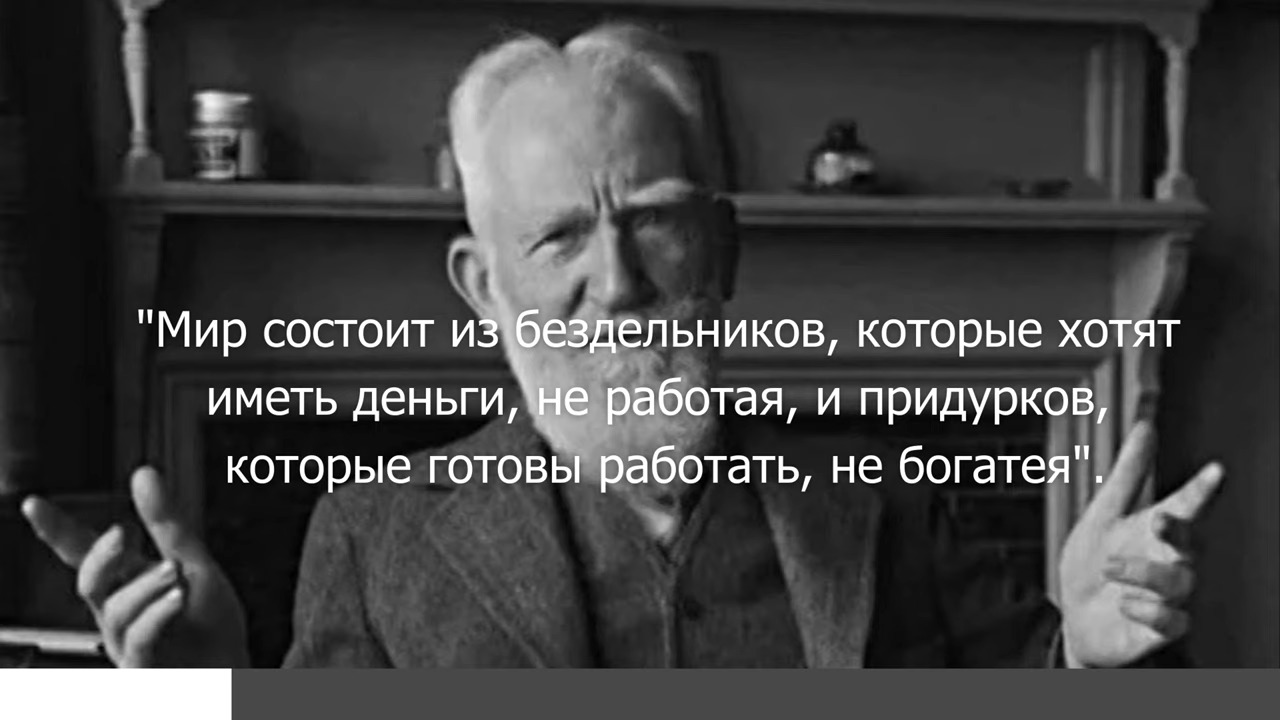 "Мир состоит из бездельников, которые хотят
иметь деньги, не работая, и придурков,
которые готовы работать, не богатея".